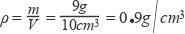 ρ = m/V = 9g/10cm³ = 0•9g/cm³